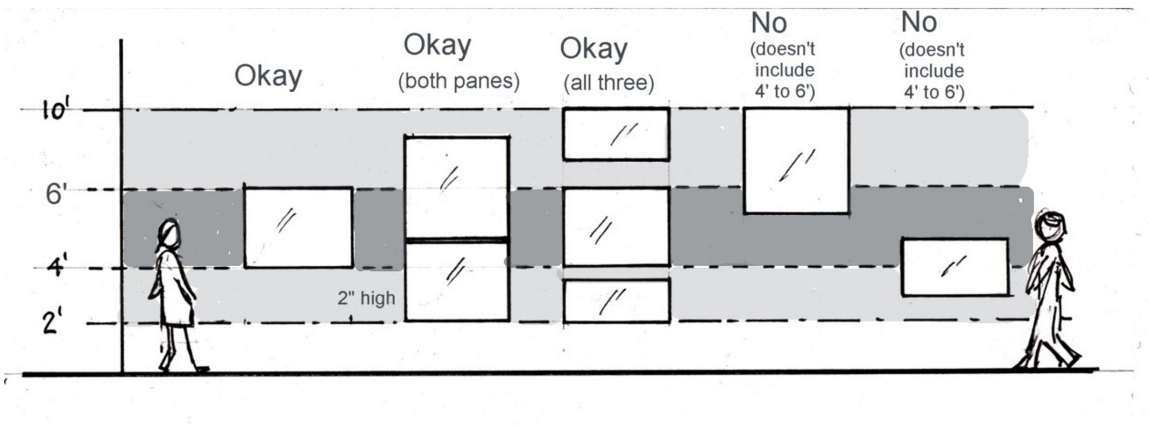 Okay
Okay
(both panes)
Okay
(all three)
No
(doesn't
include
4' to 6')
No
(doesn't
include
4' to 6')
10'
6'
4'
2'
2" high